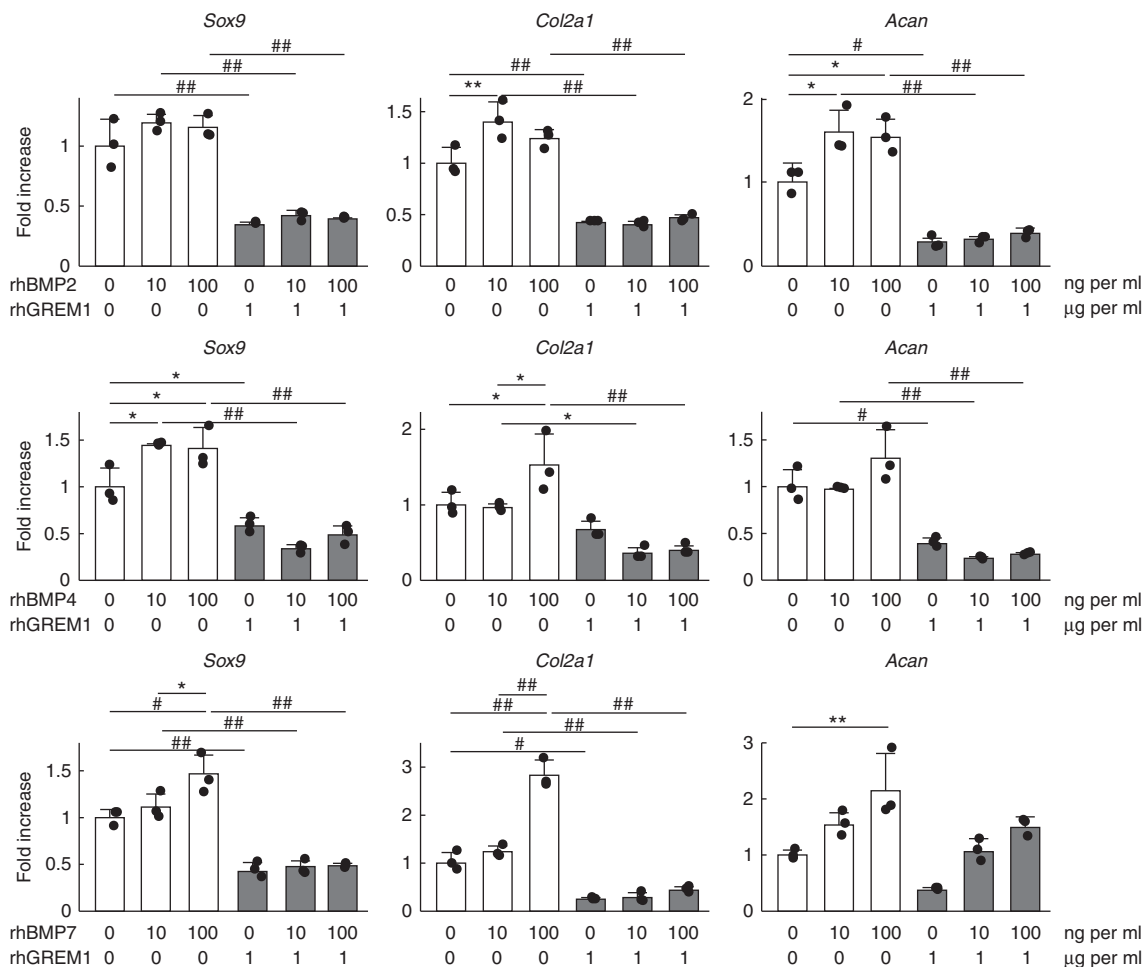 Sox9 Col2a1 Acan
## ## #
## ## * ##
## ** ## * ##
Fold increase
1 0.5 0
1.5 1 0.5 0
2 1 0
rhBMP2 0 10 100 0 10 100 0 10 100 0 10 100 0 10 100 0 10 100 ng per ml
rhGREM1 0 0 0 1 1 1 0 0 0 1 1 1 0 0 0 1 1 1 µg per ml
Sox9 Col2a1 Acan
* * ##
* ## * ## ##
* ## * #
Fold increase
1.5 1 0.5 0
2 1 0
1.5 1 0.5 0
rhBMP4 0 10 100 0 10 100 0 10 100 0 10 100 0 10 100 0 10 100 ng per ml
rhGREM1 0 0 0 1 1 1 0 0 0 1 1 1 0 0 0 1 1 1 µg per ml
Sox9 Col2a1 Acan
* ##
# ## ## ##
## ## **
## #
Fold increase
1.5 1 0.5 0
3 2 1 0
3 2 1 0
rhBMP7 0 10 100 0 10 100 0 10 100 0 10 100 0 10 100 0 10 100 ng per ml
rhGREM1 0 0 0 1 1 1 0 0 0 1 1 1 0 0 0 1 1 1 µg per ml